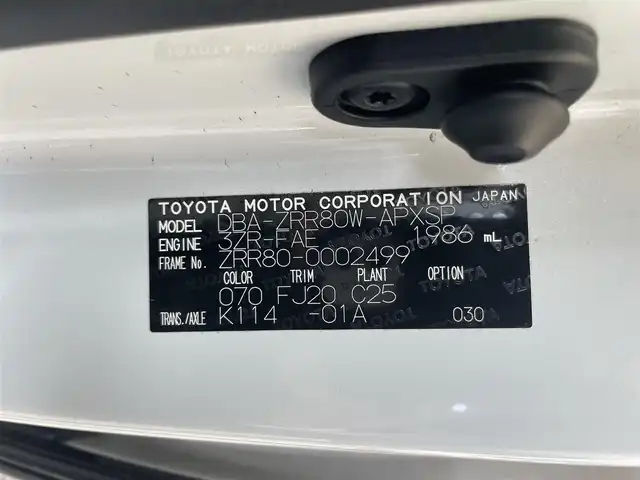 TOYOTA MOTOR CORPORATION JAPAN
MODEL DBA-ZRR80W-APXSP
ENGINE 3ZR-FAE 1986 mL
FRAME No. ZRR80-0002499
COLOR TRIM PLANT OPTION
070 FJ20 C25
TRANS./AXLE K114 -01A 030